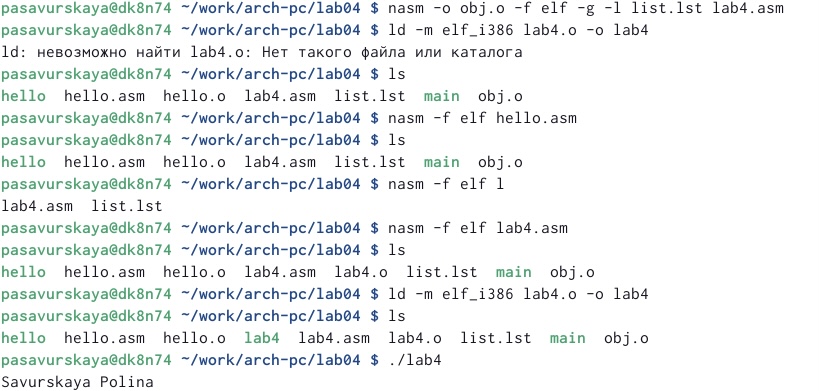 pasavurskaya@dk8n74 ~/work/arch-pc/lab04 $ nasm -o obj.o -f elf -g -l list.lst lab4.asm
pasavurskaya@dk8n74 ~/work/arch-pc/lab04 $ ld -m elf_i386 lab4.o -o lab4
ld: невозможно найти lab4.o: Нет такого файла или каталога
pasavurskaya@dk8n74 ~/work/arch-pc/lab04 $ ls
hello  hello.asm  hello.o  lab4.asm  list.lst  main  obj.o
pasavurskaya@dk8n74 ~/work/arch-pc/lab04 $ nasm -f elf hello.asm
pasavurskaya@dk8n74 ~/work/arch-pc/lab04 $ ls
hello  hello.asm  hello.o  lab4.asm  list.lst  main  obj.o
pasavurskaya@dk8n74 ~/work/arch-pc/lab04 $ nasm -f elf l
lab4.asm  list.lst
pasavurskaya@dk8n74 ~/work/arch-pc/lab04 $ nasm -f elf lab4.asm
pasavurskaya@dk8n74 ~/work/arch-pc/lab04 $ ls
hello  hello.asm  hello.o  lab4.asm  lab4.o  list.lst  main  obj.o
pasavurskaya@dk8n74 ~/work/arch-pc/lab04 $ ld -m elf_i386 lab4.o -o lab4
pasavurskaya@dk8n74 ~/work/arch-pc/lab04 $ ls
hello  hello.asm  hello.o  lab4  lab4.asm  lab4.o  list.lst  main  obj.o
pasavurskaya@dk8n74 ~/work/arch-pc/lab04 $ ./lab4
Savurskaya Polina